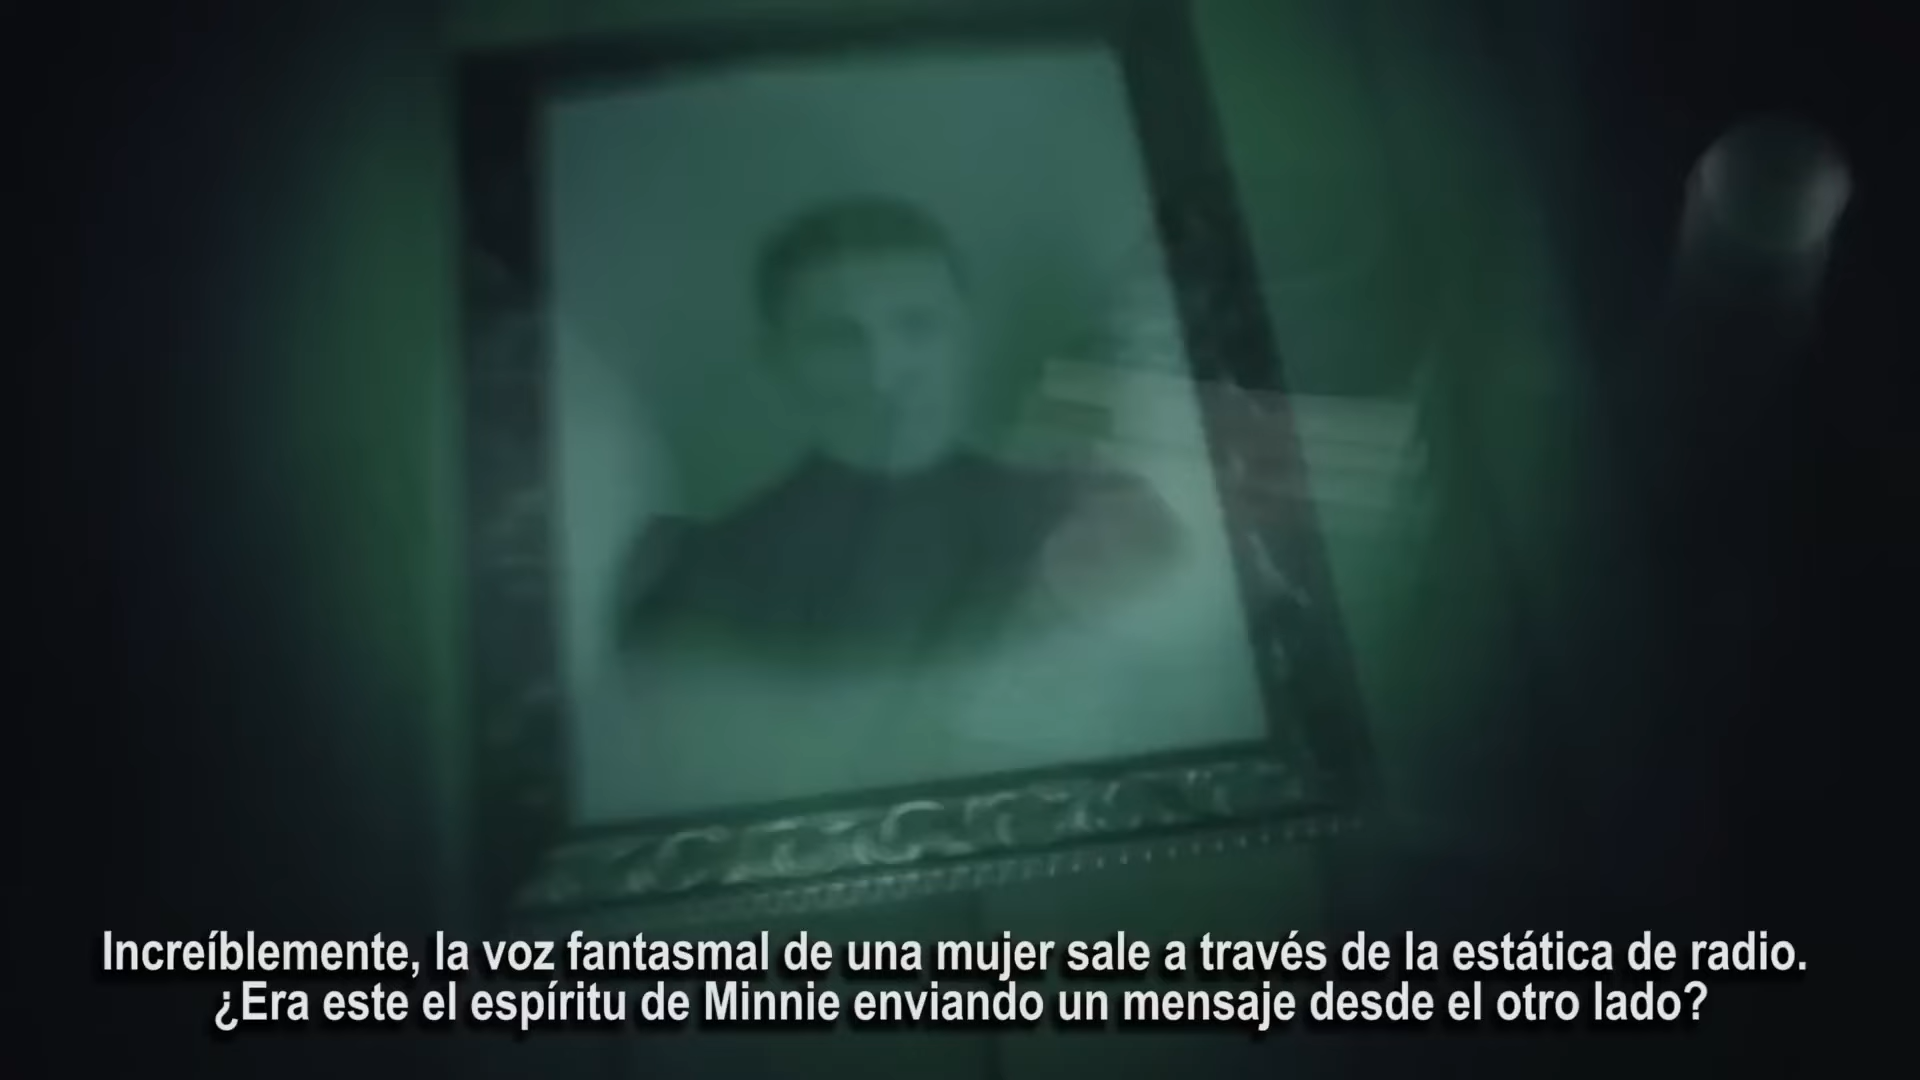 Increíblemente, la voz fantasmal de una mujer sale a través de la estática de radio.
¿Era este el espíritu de Minnie enviando un mensaje desde el otro lado?